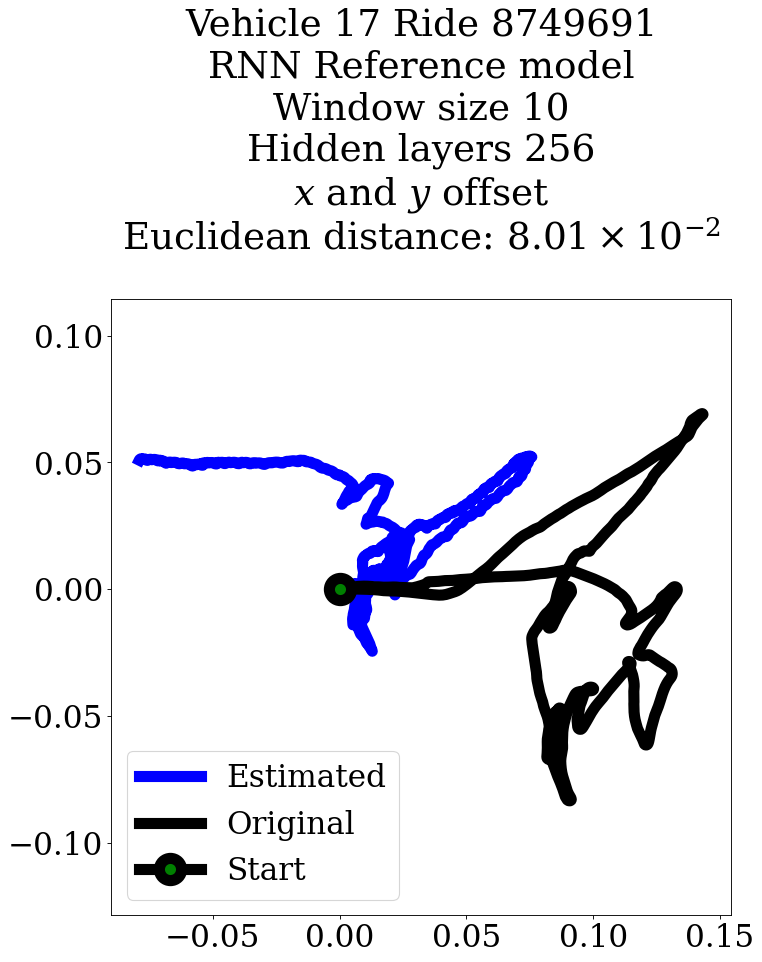 Vehicle 17 Ride 8749691
RNN Reference model
Window size 10
Hidden layers 256
x and y offset
Euclidean distance: 8.01 × 10⁻²
0.10
0.05
0.00
−0.05
−0.10
Estimated
Original
Start
−0.05 0.00 0.05 0.10 0.15